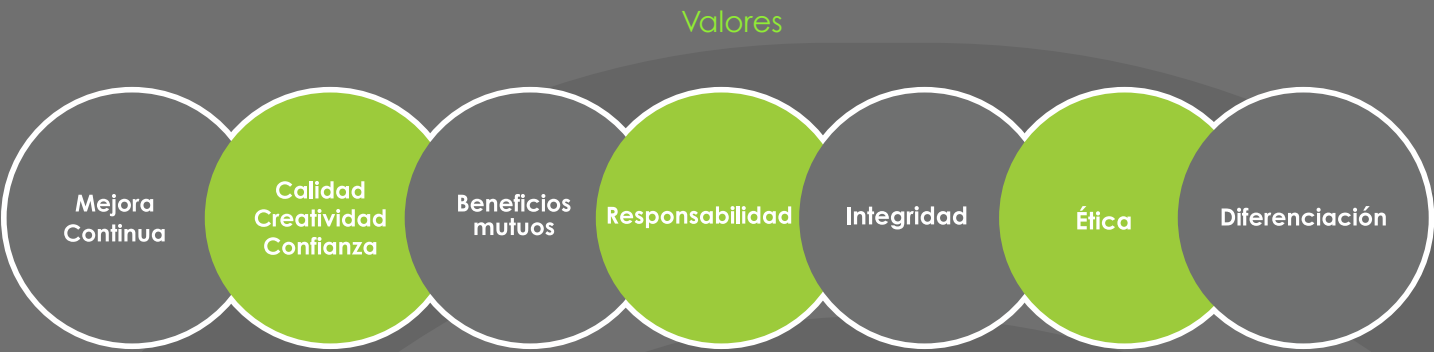 Valores
Mejora
Continua
Calidad
Creatividad
Confianza
Beneficios
mutuos
Responsabilidad
Integridad
Ética
Diferenciación